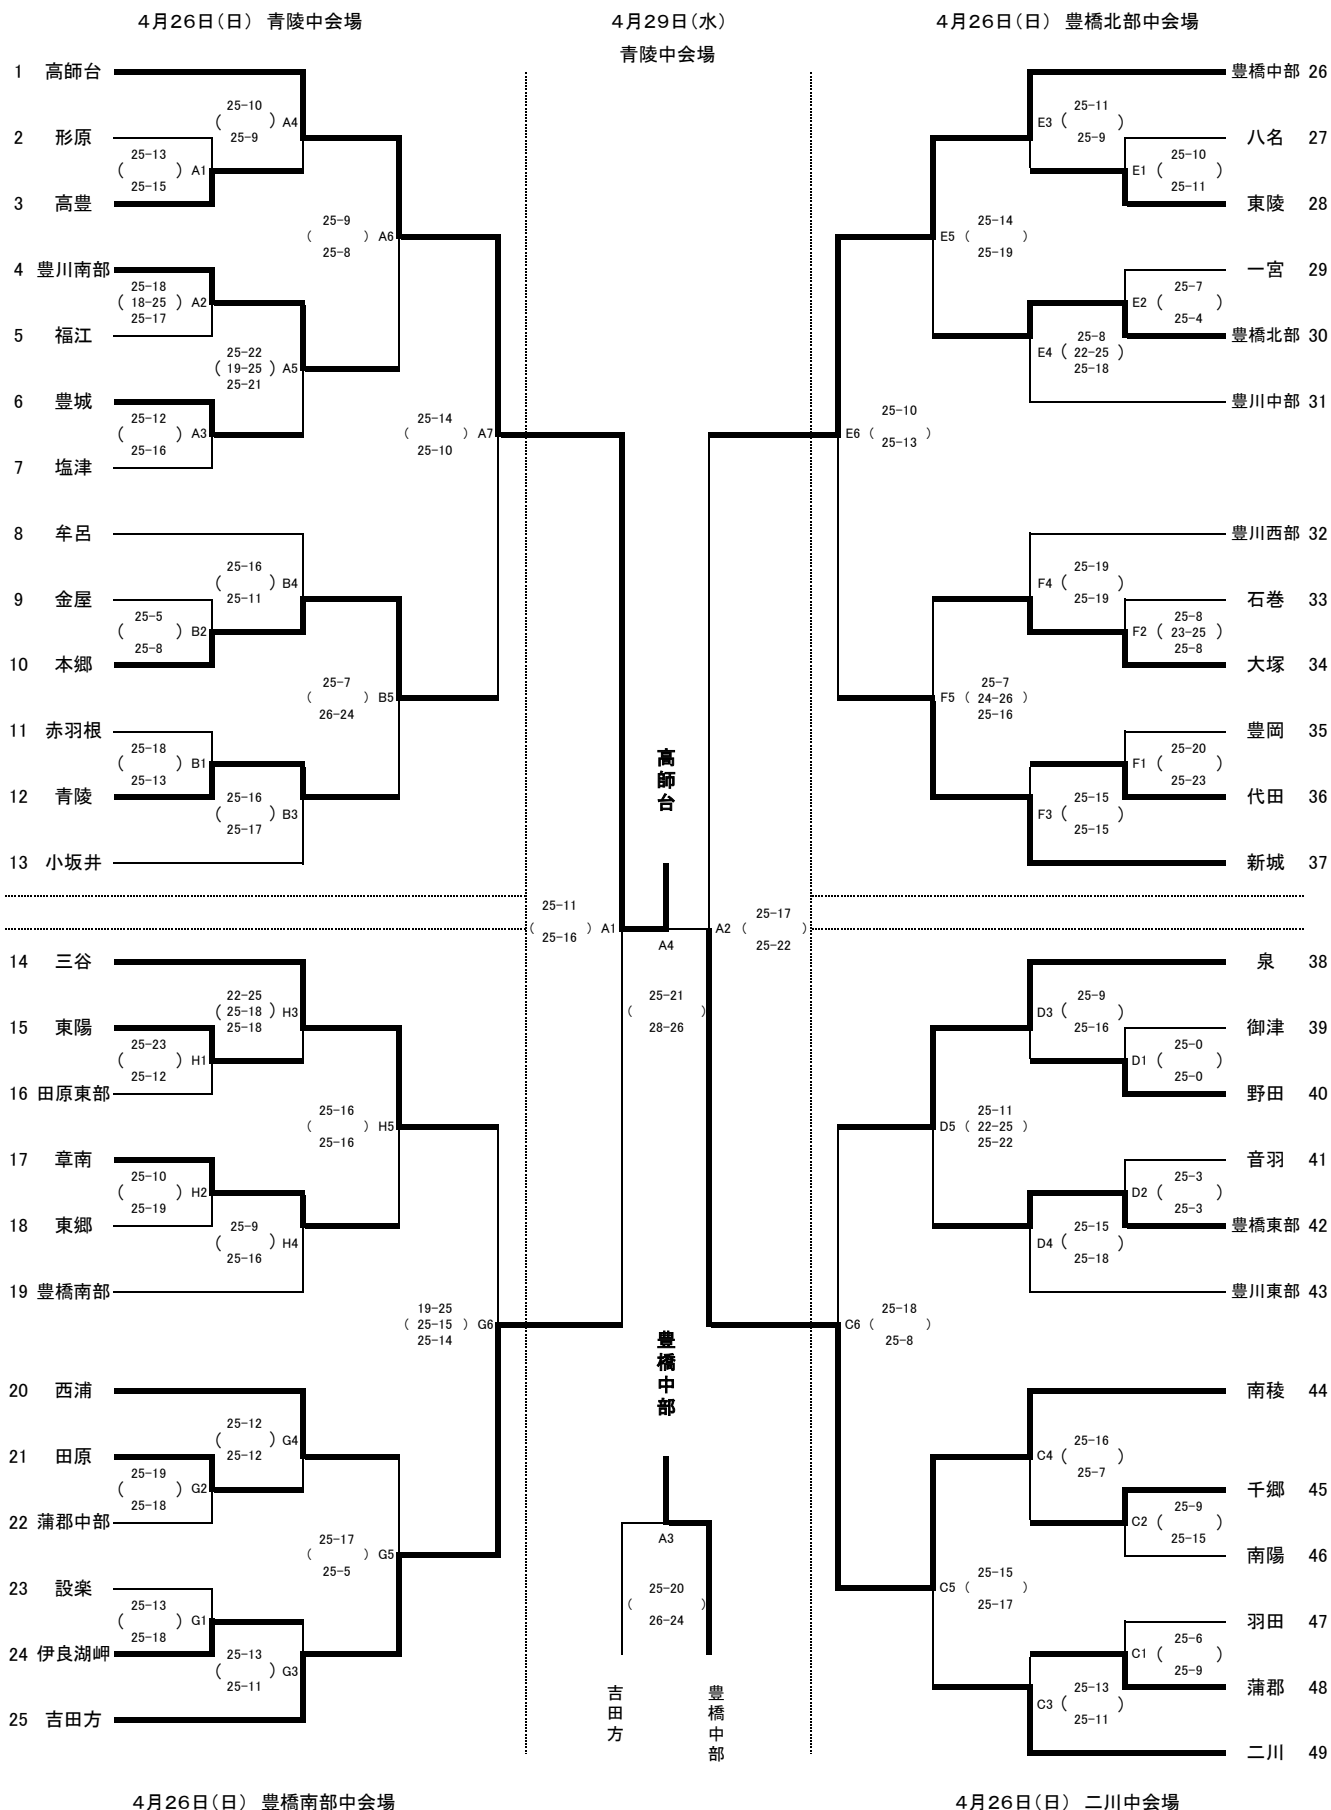 4月26日(日) 青陵中会場
4月29日(水)
青陵中会場
4月26日(日) 豊橋北部中会場
1 高師台
2 形原
3 高豊
4 豊川南部
5 福江
6 豊城
7 塩津
8 牟呂
9 金屋
10 本郷
11 赤羽根
12 青陵
13 小坂井
25-10
( ) A4
25-9
25-13
( ) A1
25-15
25-9
( ) A6
25-8
25-18
( 18-25 ) A2
25-17
25-22
( 19-25 ) A5
25-21
25-12
( ) A3
25-16
25-14
( ) A7
25-10
25-16
( ) B4
25-11
25-5
( ) B2
25-8
25-7
( ) B5
26-24
25-18
( ) B1
25-13
25-16
( ) B3
25-17
豊橋中部 26
八名 27
東陵 28
一宮 29
豊橋北部 30
豊川中部 31
豊川西部 32
石巻 33
大塚 34
豊岡 35
代田 36
新城 37
25-11
E3 ( )
25-9
25-10
E1 ( )
25-11
25-14
E5 ( )
25-19
25-7
E2 ( )
25-4
25-8
E4 ( 22-25 )
25-18
25-10
E6 ( )
25-13
25-19
F4 ( )
25-19
25-8
F2 ( 23-25 )
25-8
25-7
F5 ( 24-26 )
25-16
25-20
F1 ( )
25-23
25-15
F3 ( )
25-15
高師台
25-11
( ) A1
25-16
A4
25-21
( )
28-26
25-17
A2 ( )
25-22
14 三谷
15 東陽
16 田原東部
17 章南
18 東郷
19 豊橋南部
20 西浦
21 田原
22 蒲郡中部
23 設楽
24 伊良湖岬
25 吉田方
22-25
( 25-18 ) H3
25-18
25-23
( ) H1
25-12
25-16
( ) H5
25-16
25-10
( ) H2
25-19
25-9
( ) H4
25-16
19-25
( 25-15 ) G6
25-14
25-12
( ) G4
25-12
25-19
( ) G2
25-18
25-17
( ) G5
25-5
25-13
( ) G1
25-18
25-13
( ) G3
25-11
豊橋中部
A3
25-20
( )
26-24
吉田方
豊橋中部
泉 38
御津 39
野田 40
音羽 41
豊橋東部 42
豊川東部 43
南稜 44
千郷 45
南陽 46
羽田 47
蒲郡 48
二川 49
25-9
D3 ( )
25-16
25-0
D1 ( )
25-0
25-11
D5 ( 22-25 )
25-22
25-3
D2 ( )
25-3
25-15
D4 ( )
25-18
25-18
C6 ( )
25-8
25-16
C4 ( )
25-7
25-9
C2 ( )
25-15
25-15
C5 ( )
25-17
25-6
C1 ( )
25-9
25-13
C3 ( )
25-11
4月26日(日) 豊橋南部中会場
4月26日(日) 二川中会場